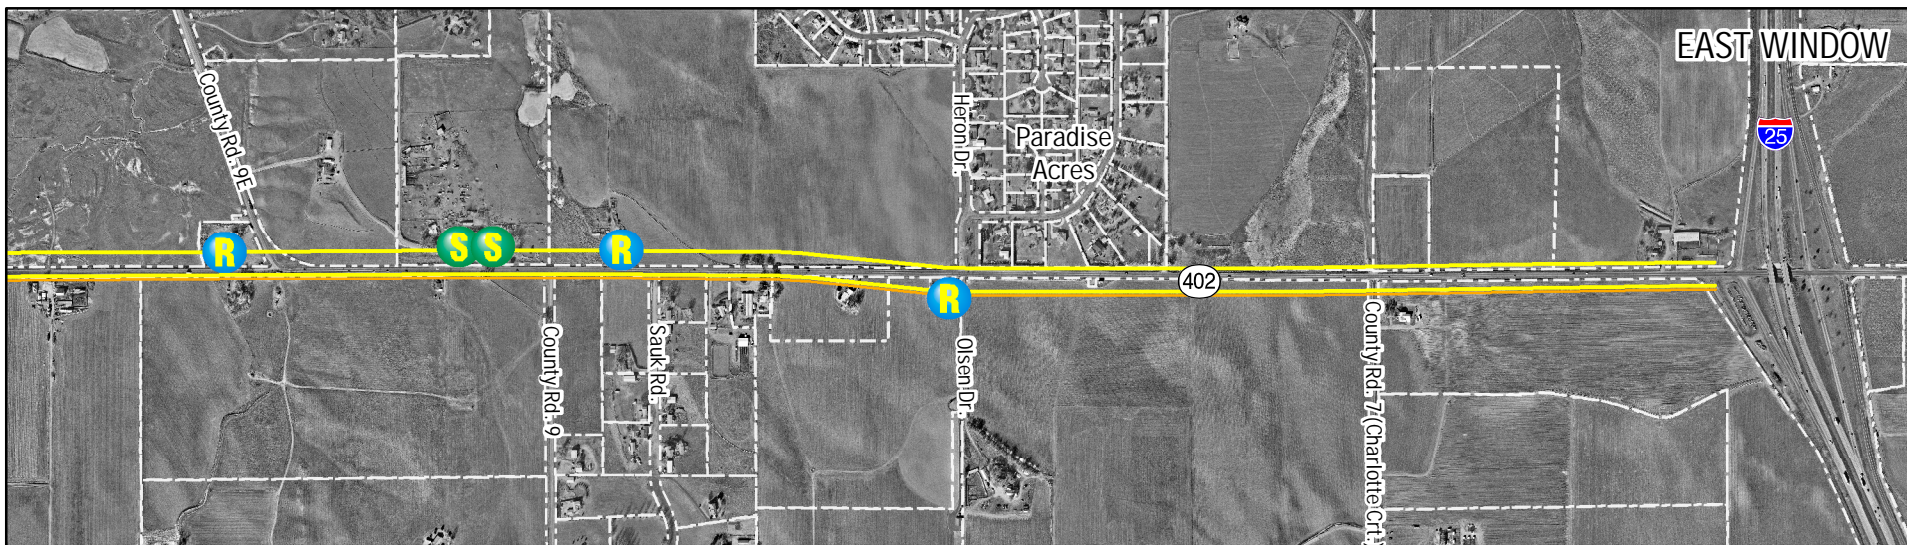 EAST WINDOW
25
County Rd. 9E
Heron Dr.
Paradise
Acres
R
S
S
R
R
402
County Rd. 9
Sauk Rd.
Olsen Dr.
County Rd. 7 (Charlotte Crt.)